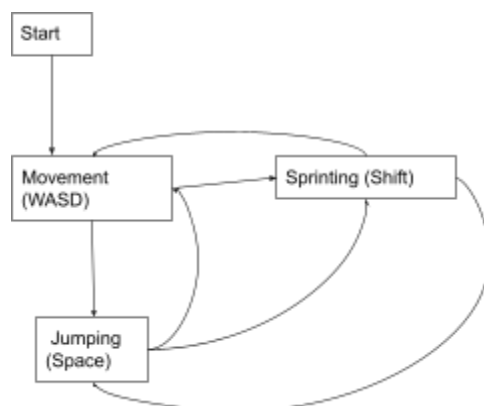 Start
Movement
(WASD)
Sprinting (Shift)
Jumping
(Space)